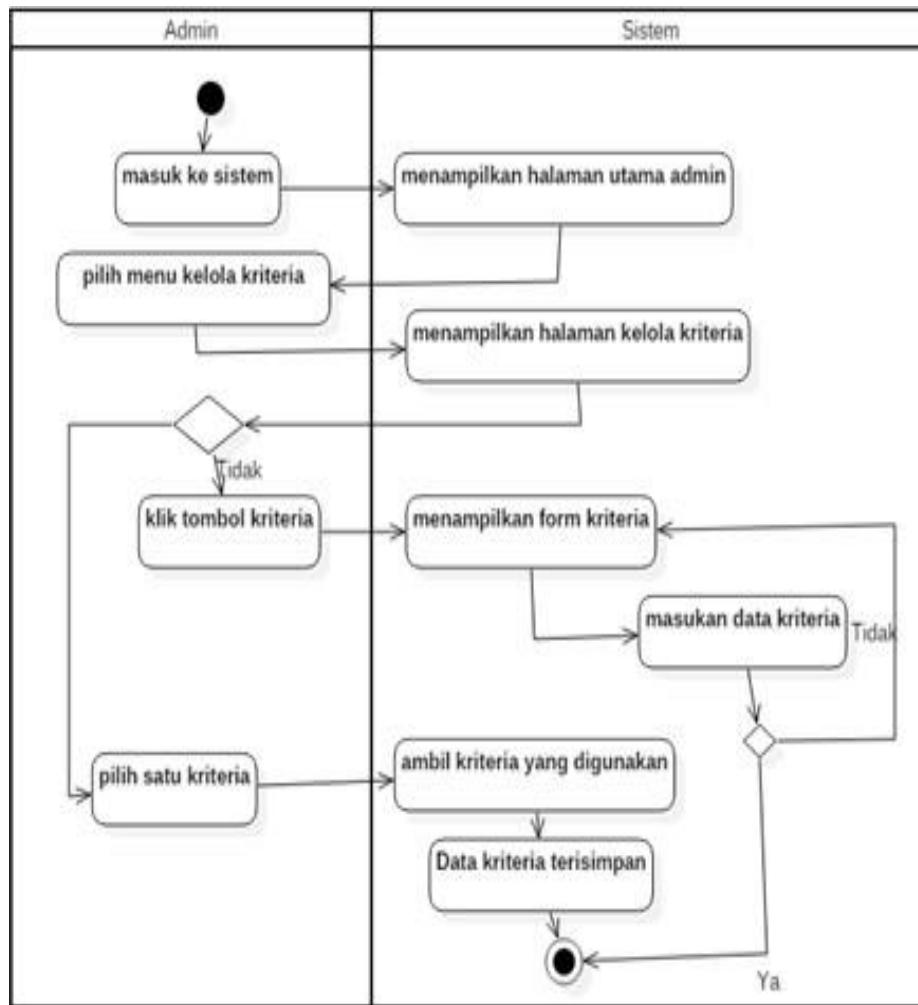 Admin
Sistem
masuk ke sistem
menampilkan halaman utama admin
pilih menu kelola kriteria
menampilkan halaman kelola kriteria
Tidak
klik tombol kriteria
menampilkan form kriteria
masukan data kriteria
Tidak
pilih satu kriteria
ambil kriteria yang digunakan
Data kriteria terisimpan
Ya